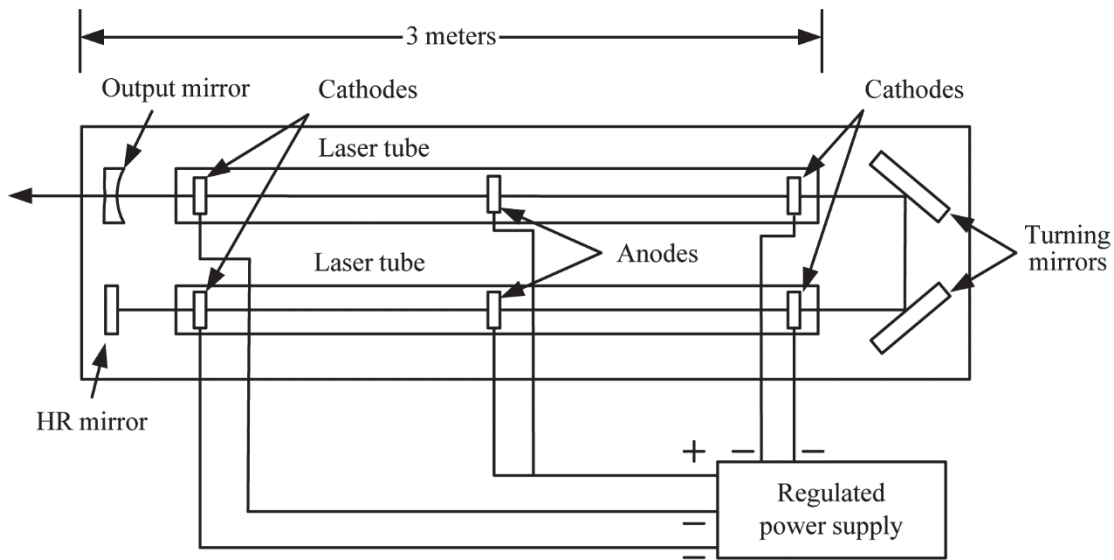 3 meters
Output mirror
Cathodes
Cathodes
Laser tube
Laser tube
Anodes
Turning
mirrors
HR mirror
+
−
−
Regulated
power supply
−
−